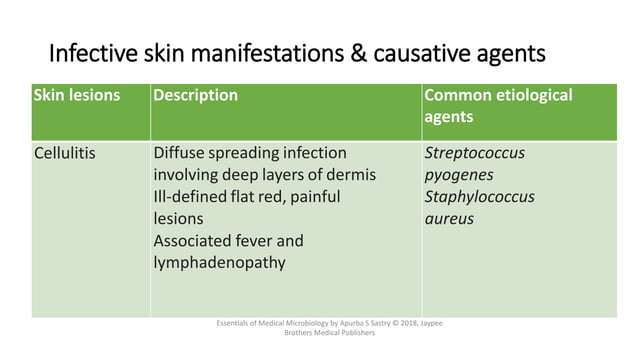 Infective skin manifestations & causative agents
Skin lesions
Description
Common etiological
agents
Cellulitis
Diffuse spreading infection
involving deep layers of dermis
Ill-defined flat red, painful
lesions
Associated fever and
lymphadenopathy
Streptococcus
pyogenes
Staphylococcus
aureus
Essentials of Medical Microbiology by Apurba S Sastry © 2018, Jaypee
Brothers Medical Publishers